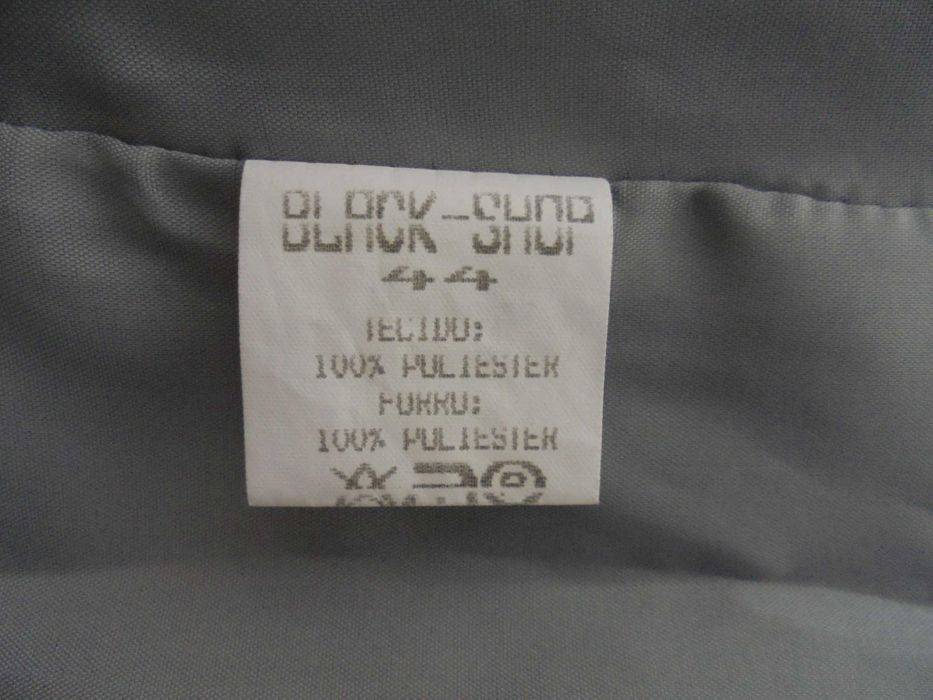 BLACK-SHOP
44
TECIDO:
100% POLIESTER
FORRO:
100% POLIESTER